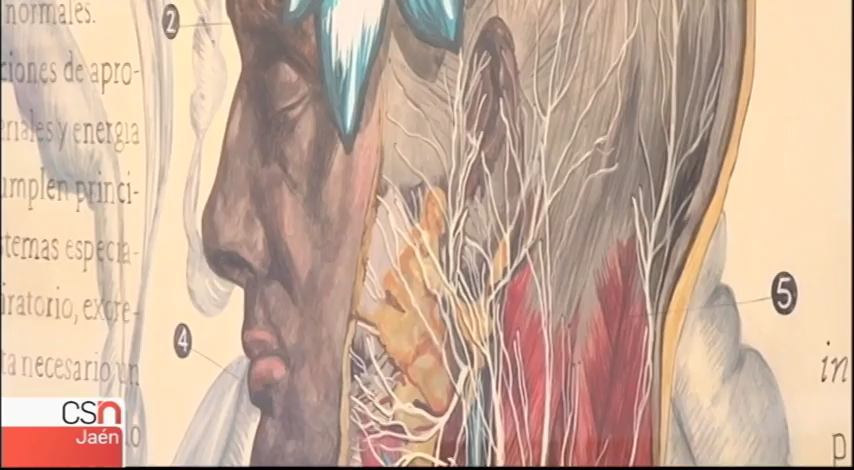 normales.
2
ciones de apro-
eriales y energía
umplen princi-
stemas especia-
iratorio, excre-
5
4
ta necesario un
in
CSn
Jaén
lo
p